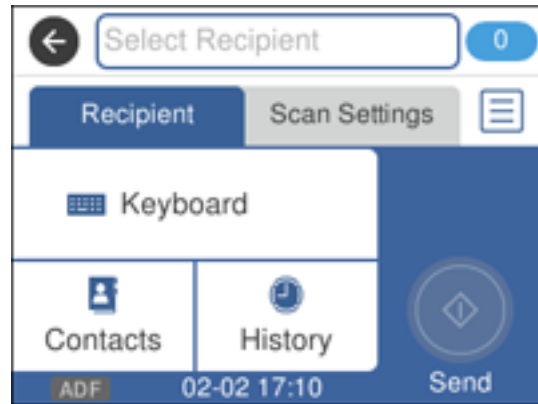 Select Recipient 0
Recipient Scan Settings
Keyboard
Contacts History
ADF 02-02 17:10 Send